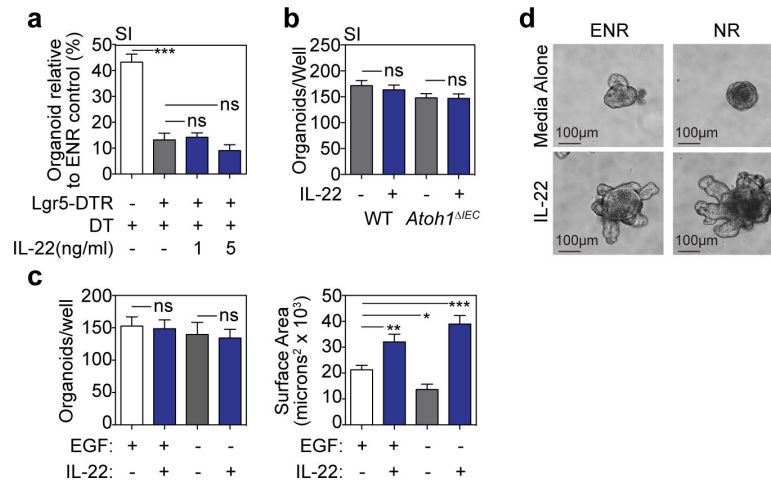 a
SI
Organoid relative
to ENR control (%)
50
40
30
20
10
0
***
ns
ns
Lgr5-DTR - + + +
DT + + + +
IL-22(ng/ml) - - 1 5
b
SI
Organoids/Well
250
200
150
100
50
0
ns
ns
IL-22 - + - +
WT Atoh1ΔIEC
d
ENR NR
Media Alone
100µm
100µm
IL-22
100µm
100µm
c
Organoids/well
200
150
100
50
0
ns
ns
EGF: + + - -
IL-22: - + - +
Surface Area
(microns² x 10³)
50
40
30
20
10
0
***
*
**
EGF: + + - -
IL-22: - + - +